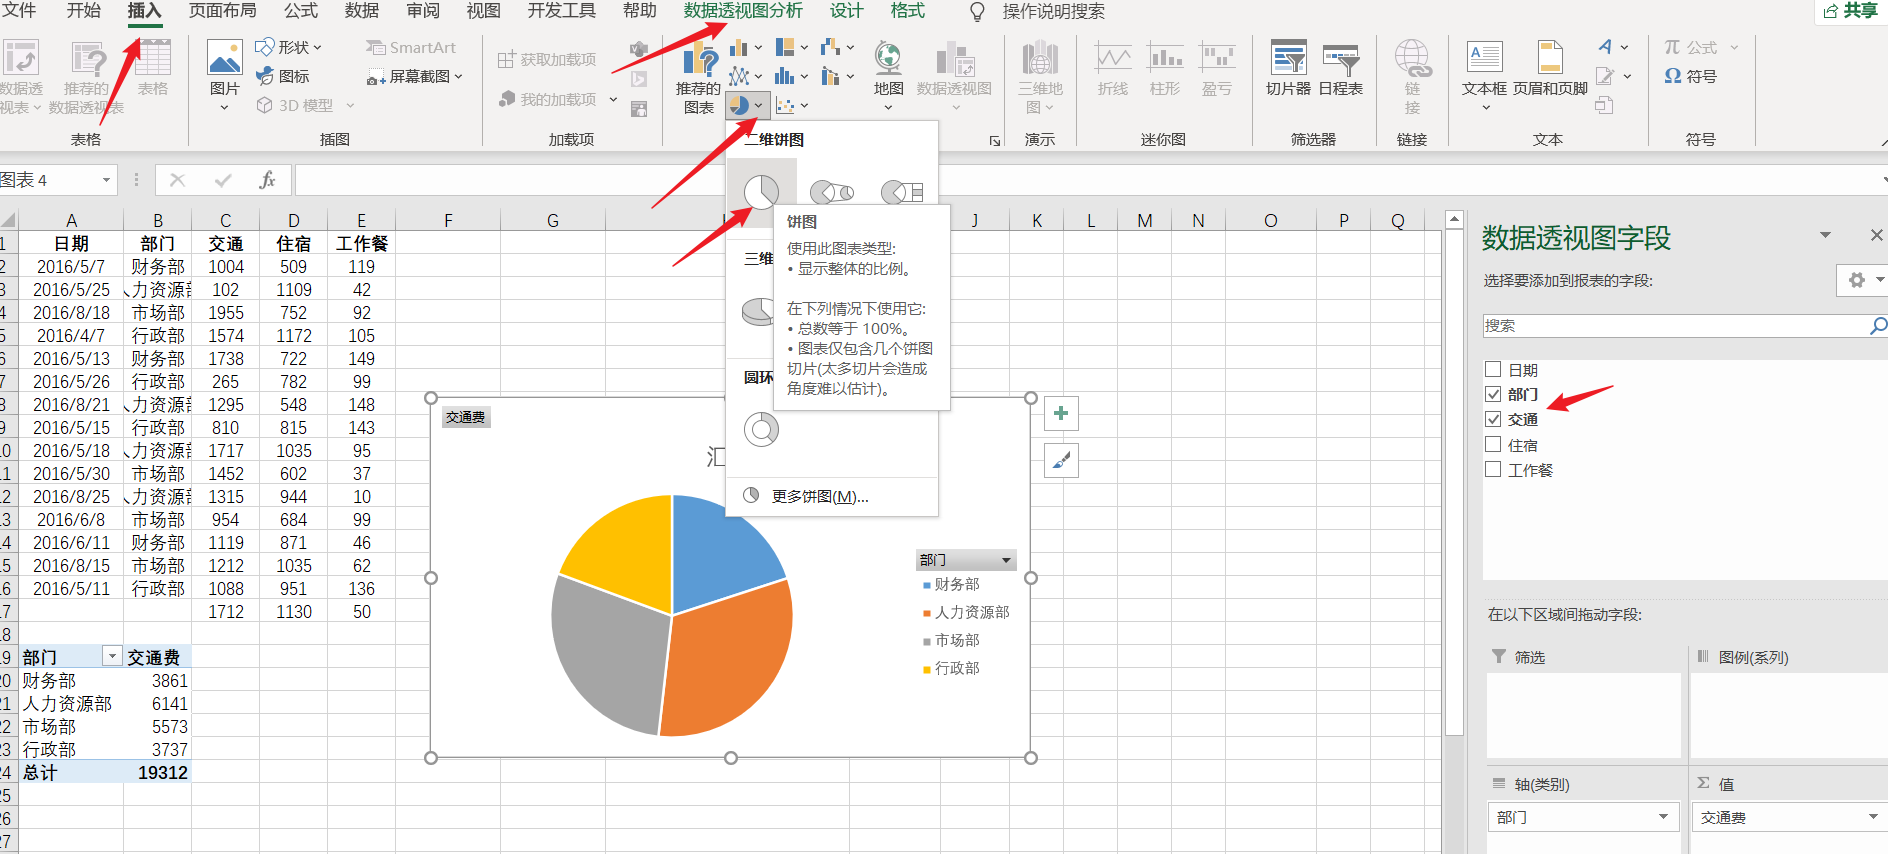 文件 开始 插入 页面布局 公式 数据 审阅 视图 开发工具 帮助 数据透视图分析 设计 格式 操作说明搜索 共享
数据透
视表
推荐的
数据透视表
表格
图片
形状
图标
3D 模型
SmartArt
屏幕截图
获取加载项
我的加载项
推荐的
图表
地图
数据透视图
三维地
图
折线
柱形
盈亏
切片器
日程表
链
接
文本框
页眉和页脚
公式
符号
表格 插图 加载项 演示 迷你图 筛选器 链接 文本 符号
图表 4
fx
二维饼图
饼图
使用此图表类型:
• 显示整体的比例。
在下列情况下使用它:
• 总数等于 100%。
• 图表仅包含几个饼图
切片(太多切片会造成
角度难以估计)。
三维
圆环
更多饼图(M)...
A B C D E F G J K L M N O P Q
1 日期 部门 交通 住宿 工作餐
2 2016/5/7 财务部 1004 509 119
3 2016/5/25 人力资源部 102 1109 42
4 2016/8/18 市场部 1955 752 92
5 2016/4/7 行政部 1574 1172 105
6 2016/5/13 财务部 1738 722 149
7 2016/5/26 行政部 265 782 99
8 2016/8/21 人力资源部 1295 548 148
9 2016/5/15 行政部 810 815 143
10 2016/5/18 人力资源部 1717 1035 95
11 2016/5/30 市场部 1452 602 37
12 2016/8/25 人力资源部 1315 944 10
13 2016/6/8 市场部 954 684 99
14 2016/6/11 财务部 1119 871 46
15 2016/8/15 市场部 1212 1035 62
16 2016/5/11 行政部 1088 951 136
17 1712 1130 50
18
19 部门 交通费
20 财务部 3861
21 人力资源部 6141
22 市场部 5573
23 行政部 3737
24 总计 19312
25
26
27
交通费
汇
部门
财务部
人力资源部
市场部
行政部
数据透视图字段
选择要添加到报表的字段:
搜索
日期
部门
交通
住宿
工作餐
在以下区域间拖动字段:
筛选
图例(系列)
轴(类别)
Σ 值
部门
交通费